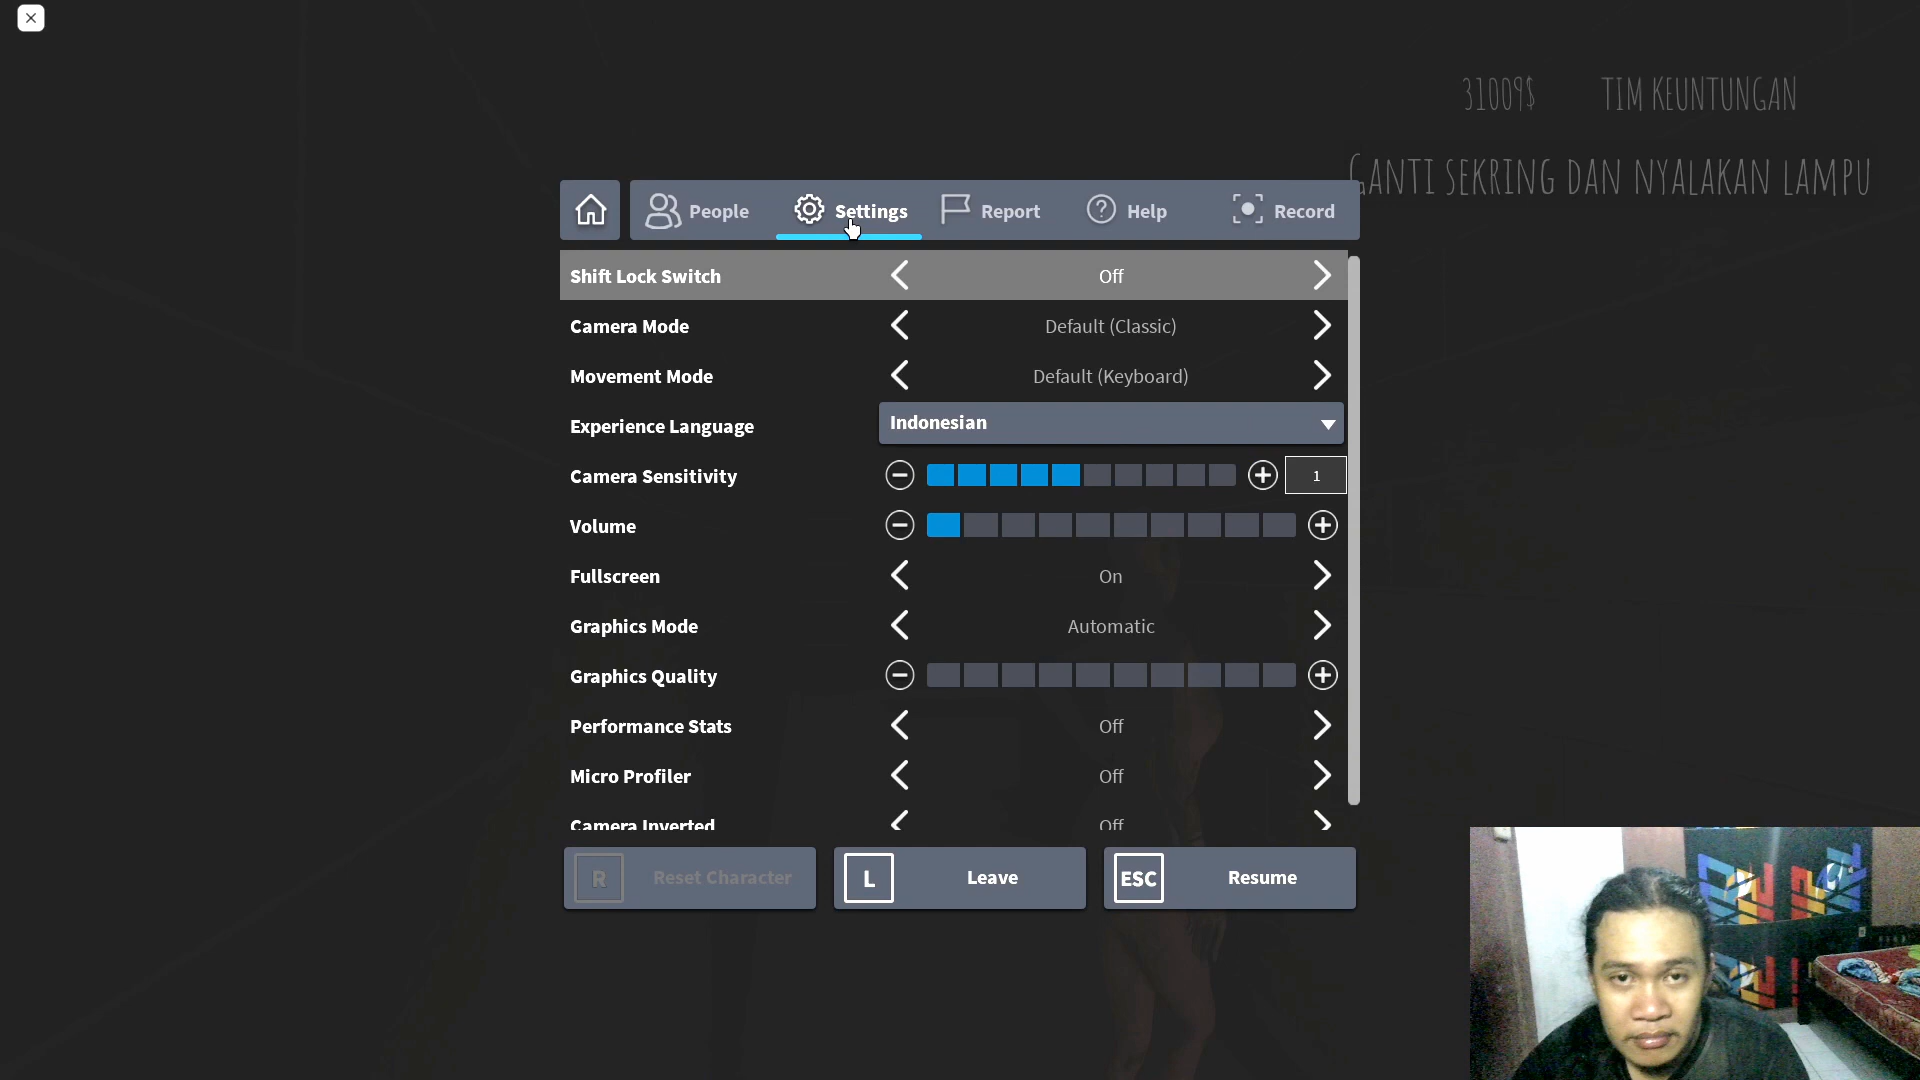 31009$ TIM KEUNTUNGAN
GANTI SEKRING DAN NYALAKAN LAMPU
People Settings Report Help Record
Shift Lock Switch Off
Camera Mode Default (Classic)
Movement Mode Default (Keyboard)
Experience Language Indonesian
Camera Sensitivity 1
Volume
Fullscreen On
Graphics Mode Automatic
Graphics Quality
Performance Stats Off
Micro Profiler Off
Camera Inverted Off
R Reset Character L Leave ESC Resume